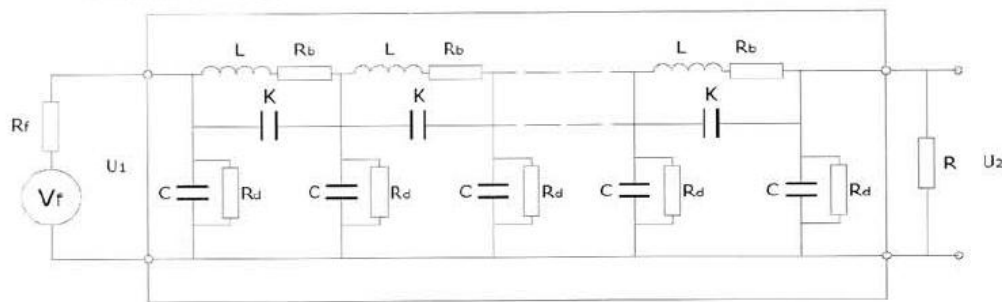 L Rb L Rb L Rb
K K K
Rf
U1 C Rd C Rd C Rd C Rd C Rd R U2
Vf